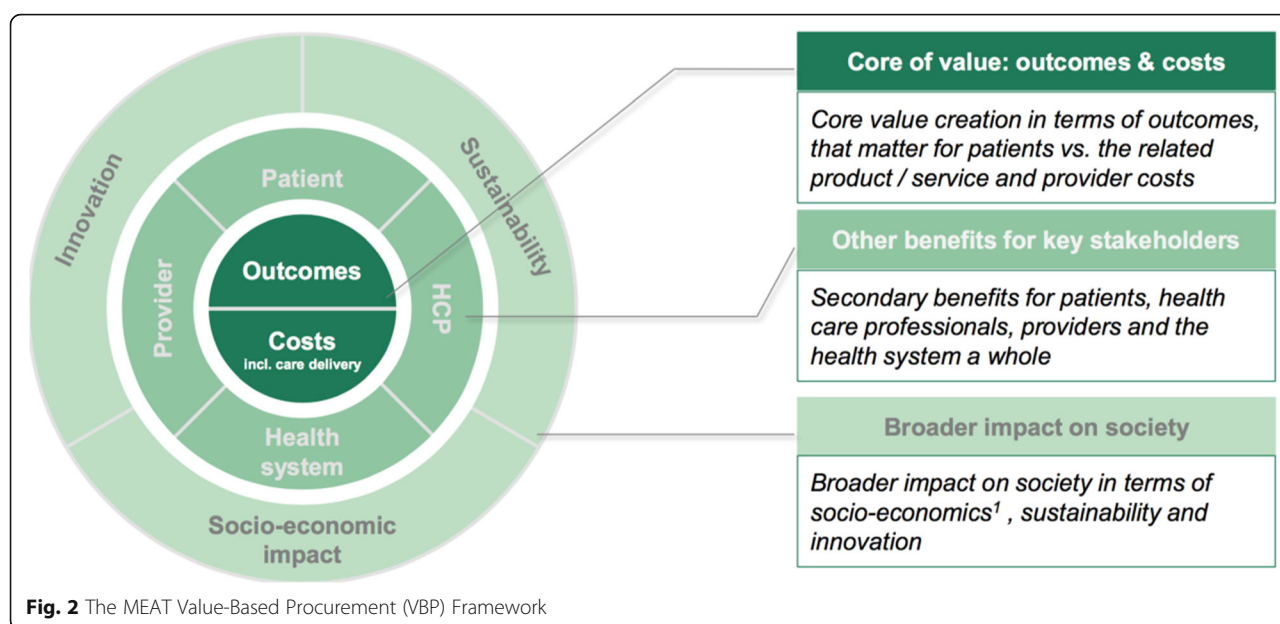 Innovation
Sustainability
Patient
Provider
HCP
Outcomes
Costs
incl. care delivery
Health
system
Socio-economic
impact
Core of value: outcomes & costs
Core value creation in terms of outcomes,
that matter for patients vs. the related
product / service and provider costs
Other benefits for key stakeholders
Secondary benefits for patients, health
care professionals, providers and the
health system a whole
Broader impact on society
Broader impact on society in terms of
socio-economics¹ , sustainability and
innovation
Fig. 2 The MEAT Value-Based Procurement (VBP) Framework